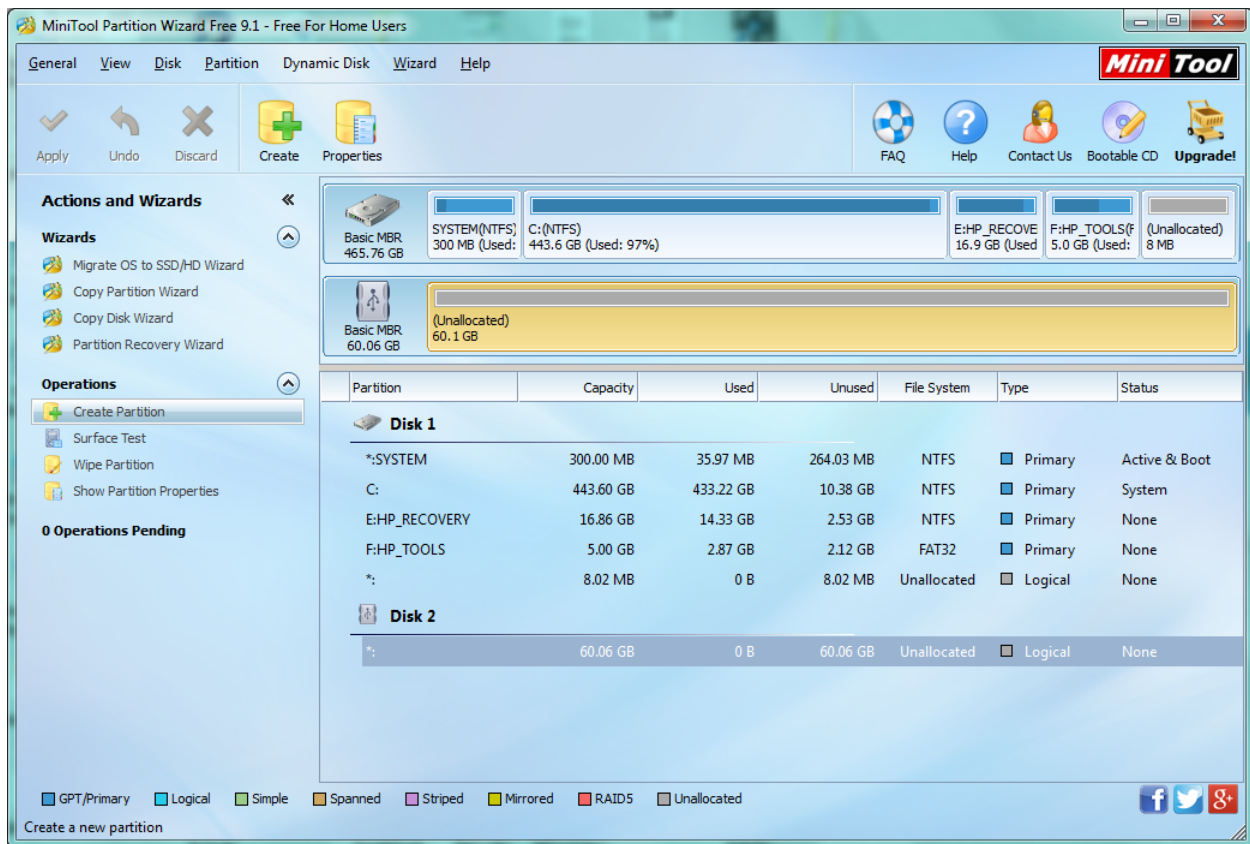 MiniTool Partition Wizard Free 9.1 - Free For Home Users
General View Disk Partition Dynamic Disk Wizard Help
Mini Tool
Apply Undo Discard Create Properties FAQ Help Contact Us Bootable CD Upgrade!
Actions and Wizards
Wizards
Migrate OS to SSD/HD Wizard
Copy Partition Wizard
Copy Disk Wizard
Partition Recovery Wizard
Operations
Create Partition
Surface Test
Wipe Partition
Show Partition Properties
0 Operations Pending
Basic MBR
465.76 GB
SYSTEM(NTFS)
300 MB (Used:
C:(NTFS)
443.6 GB (Used: 97%)
E:HP_RECOVE
16.9 GB (Used
F:HP_TOOLS(F
5.0 GB (Used:
(Unallocated)
8 MB
Basic MBR
60.06 GB
(Unallocated)
60.1 GB
Partition Capacity Used Unused File System Type Status
Disk 1
*:SYSTEM 300.00 MB 35.97 MB 264.03 MB NTFS Primary Active & Boot
C: 443.60 GB 433.22 GB 10.38 GB NTFS Primary System
E:HP_RECOVERY 16.86 GB 14.33 GB 2.53 GB NTFS Primary None
F:HP_TOOLS 5.00 GB 2.87 GB 2.12 GB FAT32 Primary None
*: 8.02 MB 0 B 8.02 MB Unallocated Logical None
Disk 2
*: 60.06 GB 0 B 60.06 GB Unallocated Logical None
GPT/Primary Logical Simple Spanned Striped Mirrored RAID5 Unallocated
Create a new partition